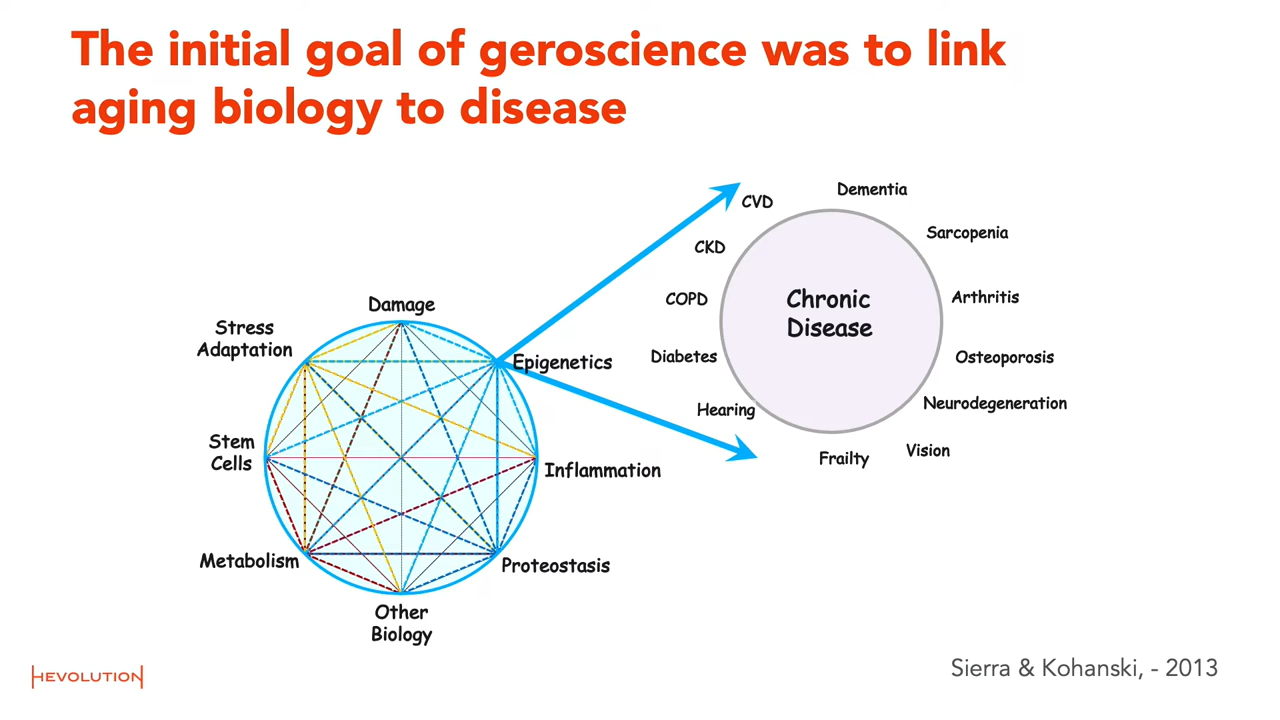 The initial goal of geroscience was to link
aging biology to disease
Dementia
CVD
Sarcopenia
CKD
COPD
Chronic
Disease
Arthritis
Damage
Stress
Adaptation
Epigenetics
Diabetes
Osteoporosis
Hearing
Neurodegeneration
Frailty
Vision
Stem
Cells
Inflammation
Metabolism
Proteostasis
Other
Biology
HEVOLUTION
Sierra & Kohanski, - 2013